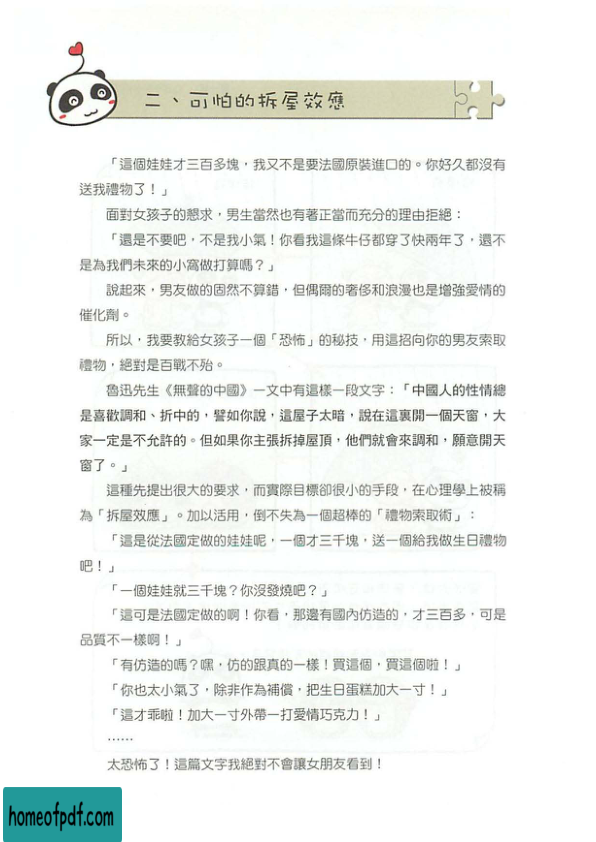 二、可怕的拆屋效應
「這個娃娃才三百多塊，我又不是要法國原裝進口的。你好久都沒有
送我禮物了！」
面對女孩子的懇求，男生當然也有著正當而充分的理由拒絕：
「還是不要吧，不是我小氣！你看我這條牛仔都穿了快兩年了，還不
是為我們未來的小窩做打算嗎？」
說起來，男友做的固然不算錯，但偶爾的奢侈和浪漫也是增強愛情的
催化劑。
所以，我要教給女孩子一個「恐怖」的秘技，用這招向你的男友索取
禮物，絕對是百戰不殆。
魯迅先生《無聲的中國》一文中有這樣一段文字：「中國人的性情總
是喜歡調和、折中的，譬如你說，這屋子太暗，說在這裏開一個天窗，大
家一定是不允許的。但如果你主張拆掉屋頂，他們就會來調和，願意開天
窗了。」
這種先提出很大的要求，而實際目標卻很小的手段，在心理學上被稱
為「拆屋效應」。加以活用，倒不失為一個超棒的「禮物索取術」：
「這是從法國定做的娃娃呢，一個才三千塊，送一個給我做生日禮物
吧！」
「一個娃娃就三千塊？你沒發燒吧？」
「這可是法國定做的啊！你看，那邊有國內仿造的，才三百多，可是
品質不一樣啊！」
「有仿造的嗎？嘿，仿的跟真的一樣！買這個，買這個啦！」
「你也太小氣了，除非作為補償，把生日蛋糕加大一寸！」
「這才乖啦！加大一寸外帶一打愛情巧克力！」
……
太恐怖了！這篇文字我絕對不會讓女朋友看到！
homeofpdf.com